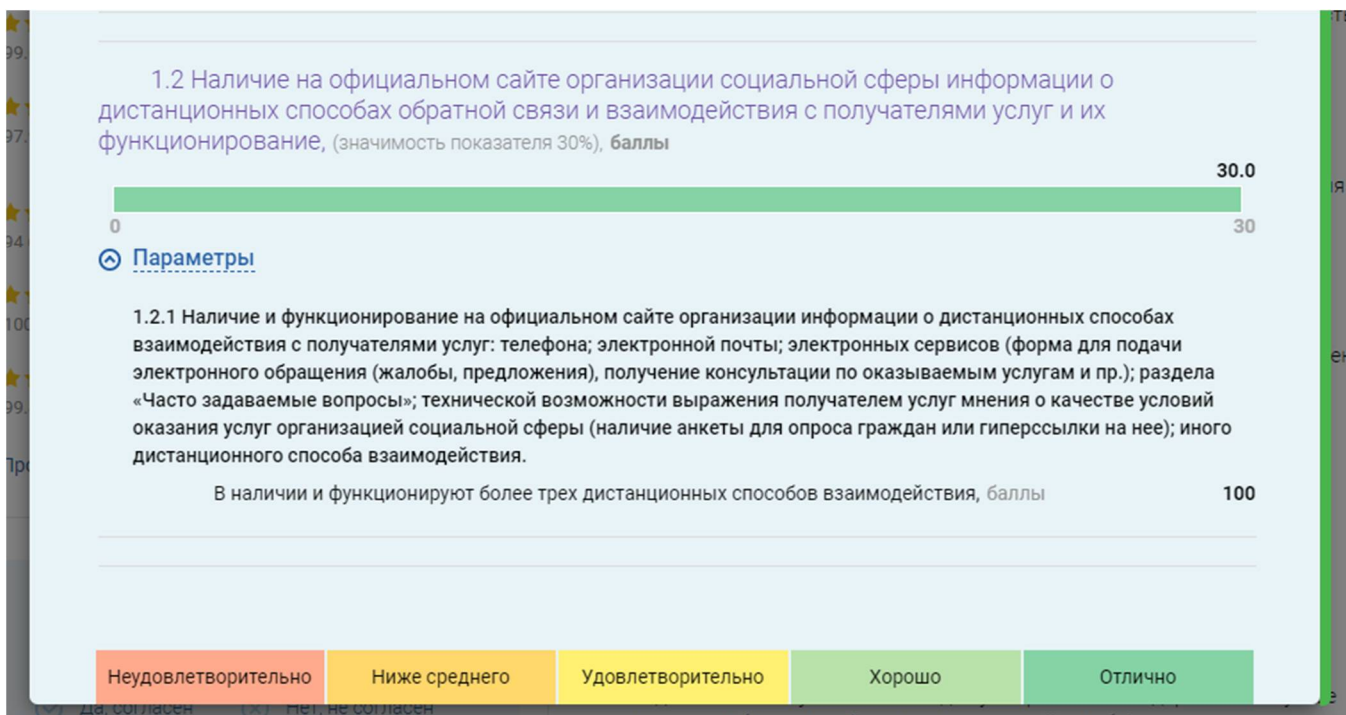 1.2 Наличие на официальном сайте организации социальной сферы информации о
дистанционных способах обратной связи и взаимодействия с получателями услуг и их
функционирование, (значимость показателя 30%), баллы
30.0
0 30
Параметры
1.2.1 Наличие и функционирование на официальном сайте организации информации о дистанционных способах
взаимодействия с получателями услуг: телефона; электронной почты; электронных сервисов (форма для подачи
электронного обращения (жалобы, предложения), получение консультации по оказываемым услугам и пр.); раздела
«Часто задаваемые вопросы»; технической возможности выражения получателем услуг мнения о качестве условий
оказания услуг организацией социальной сферы (наличие анкеты для опроса граждан или гиперссылки на нее); иного
дистанционного способа взаимодействия.
В наличии и функционируют более трех дистанционных способов взаимодействия, баллы 100
Неудовлетворительно Ниже среднего Удовлетворительно Хорошо Отлично
Да, согласен Нет, не согласен